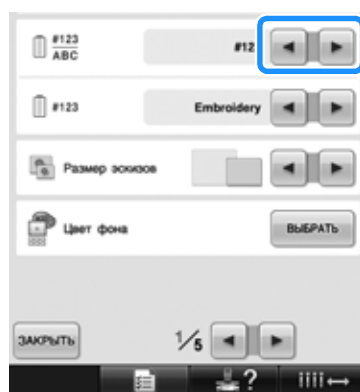 #123
ABC
#12
#123
Embroidery
Размер эскизов
Цвет фона
ВЫБРАТЬ
ЗАКРЫТЬ
1/5
?